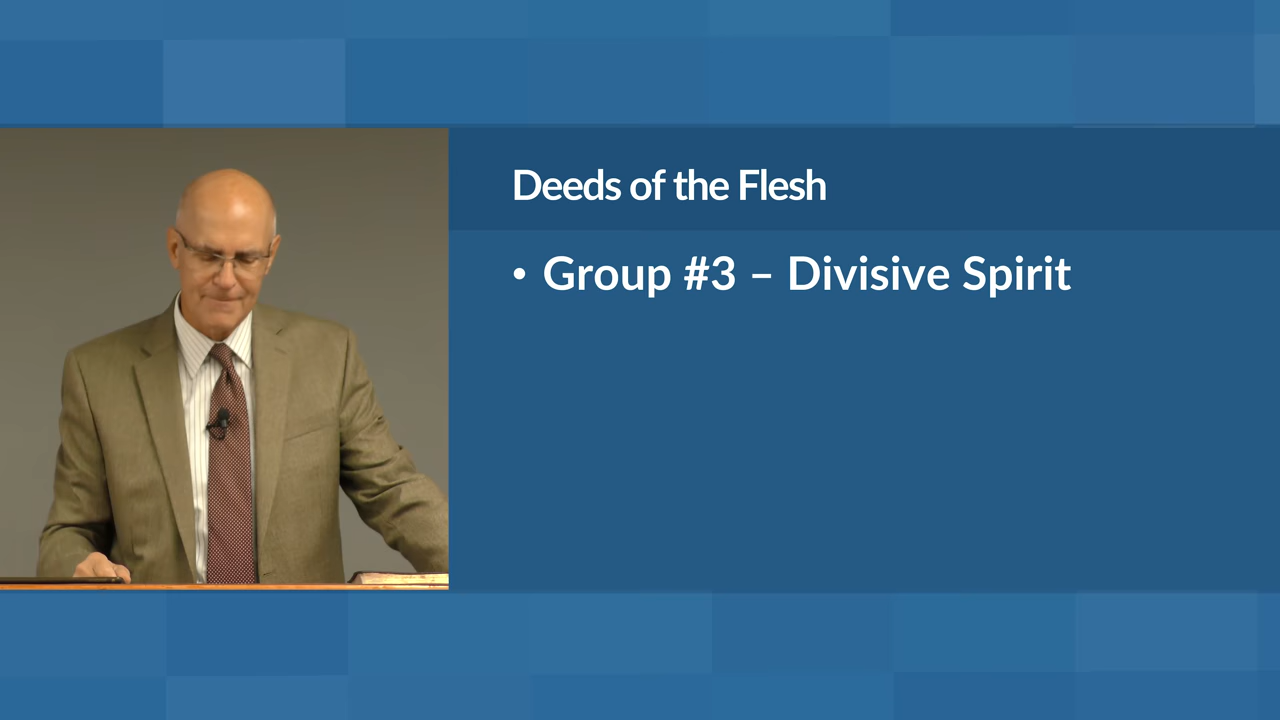 Deeds of the Flesh
• Group #3 – Divisive Spirit